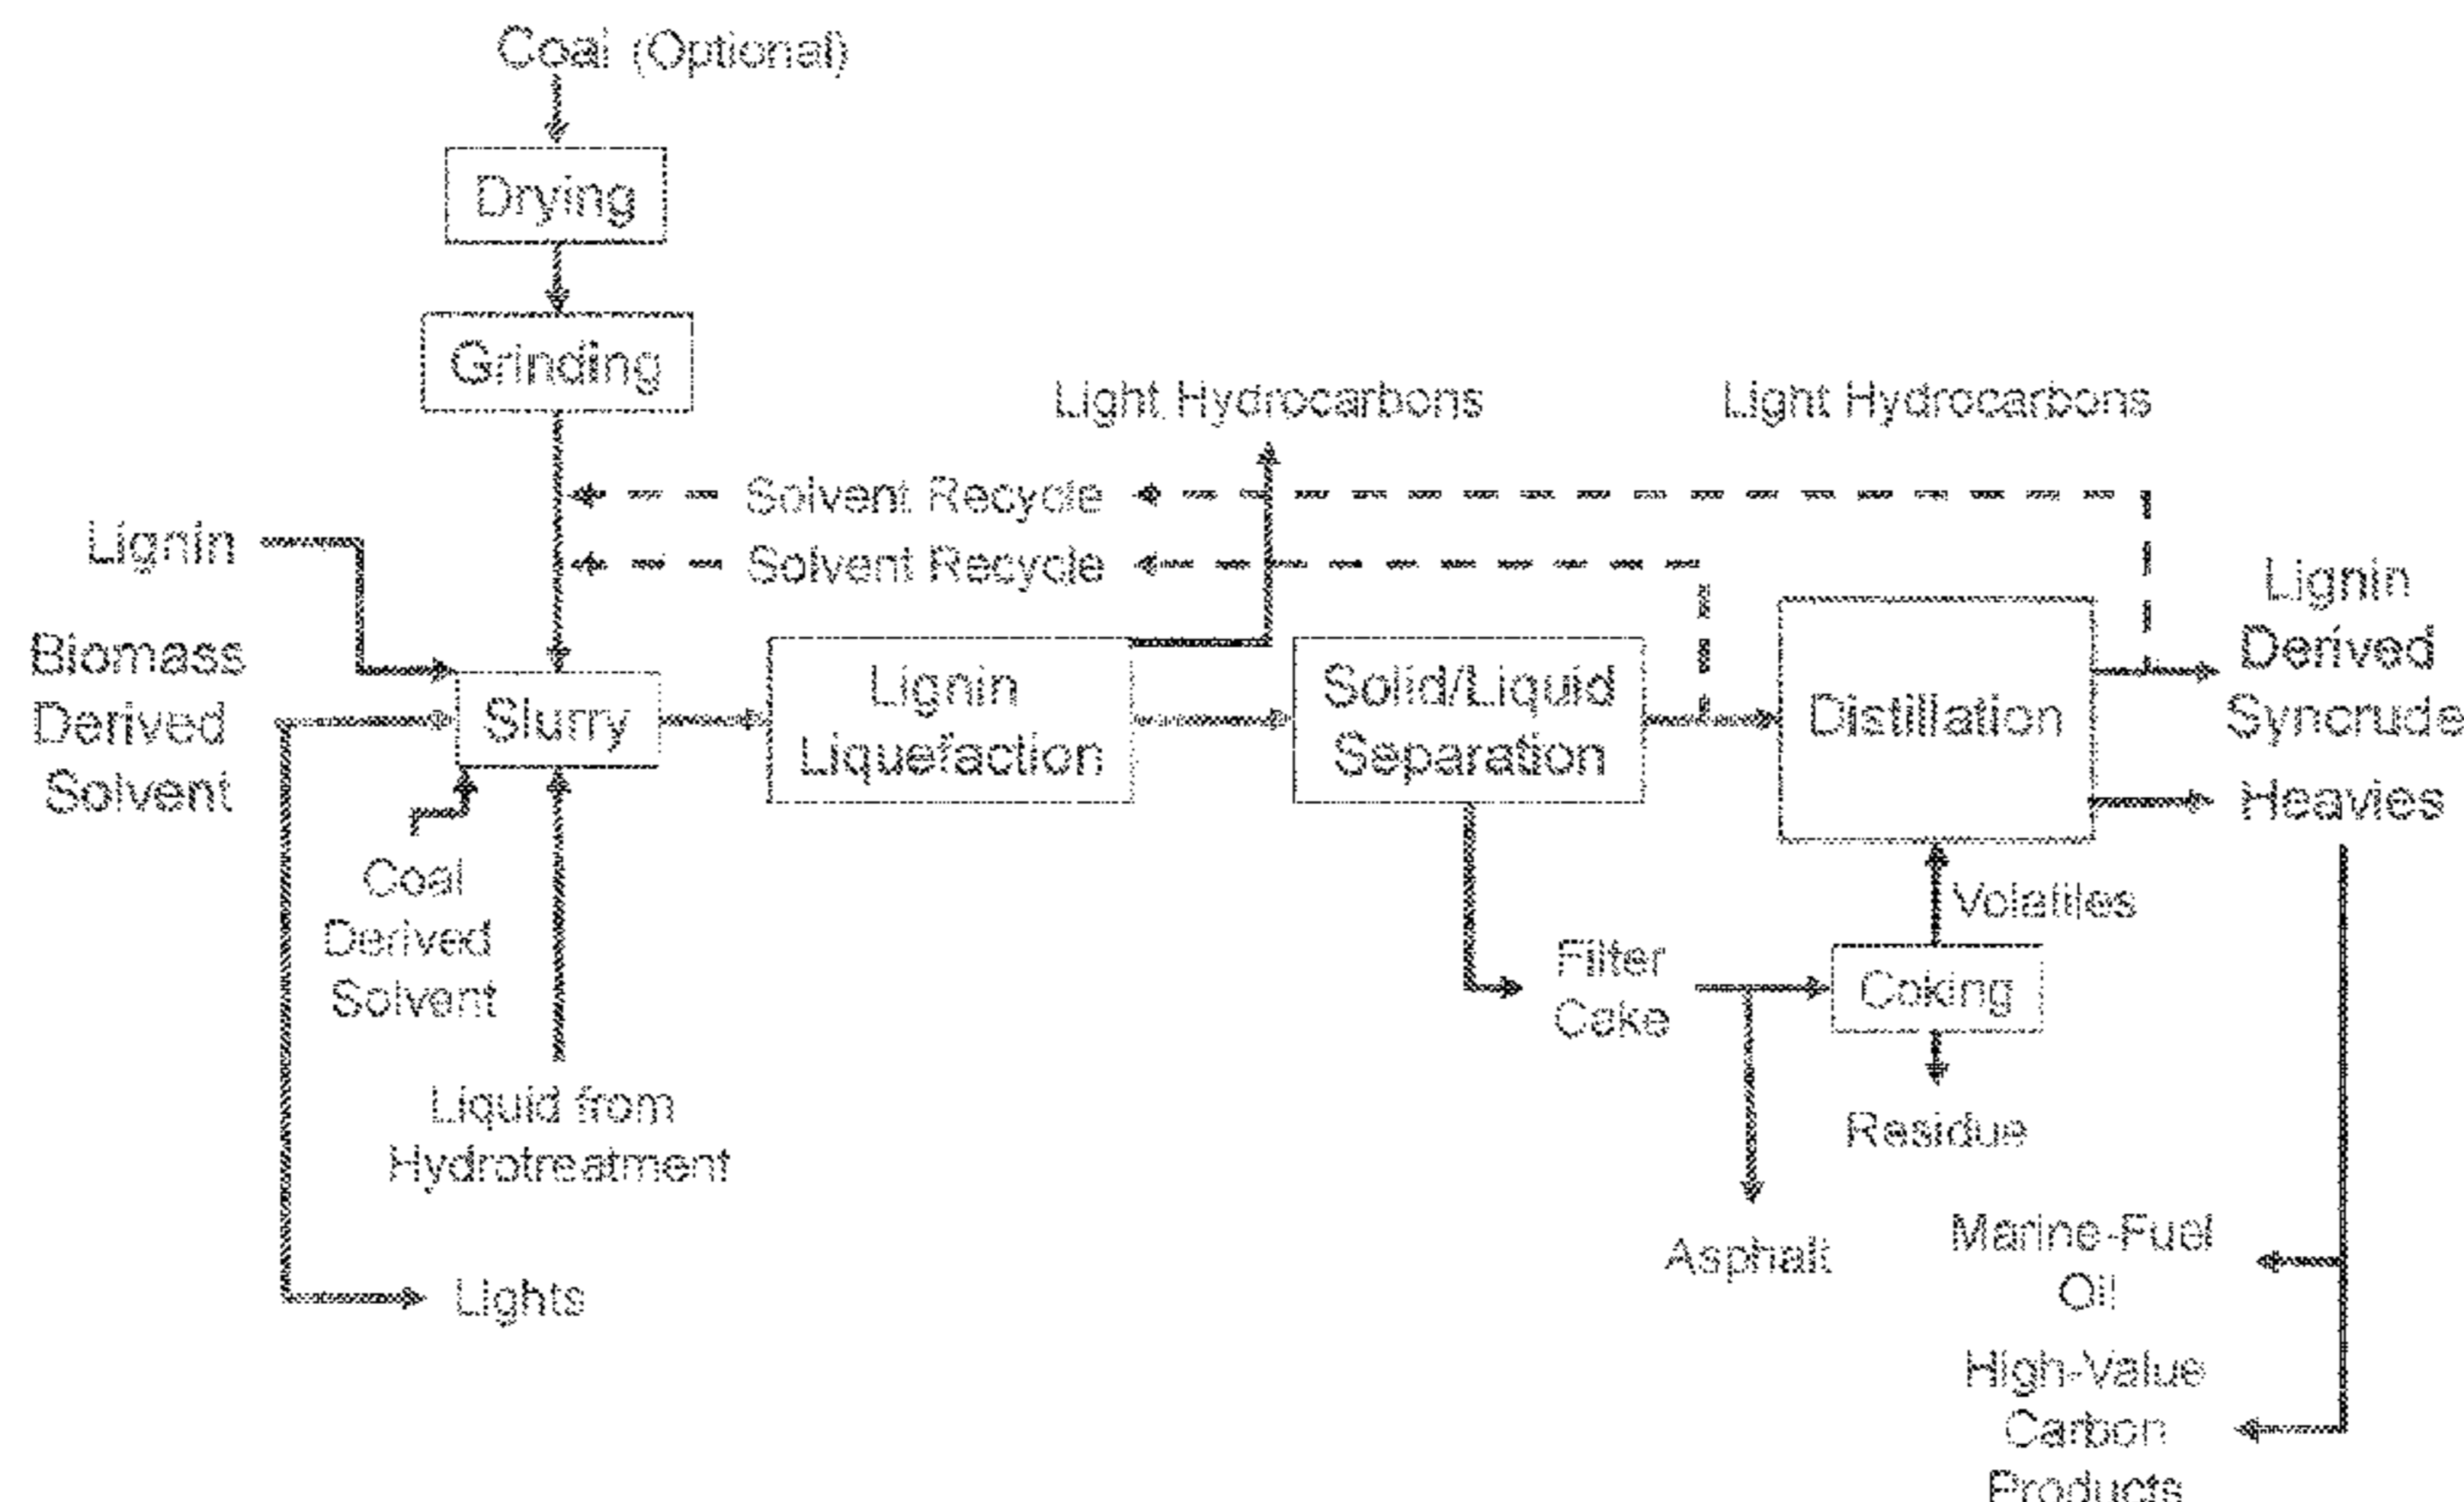 Coal (Optional)
Drying
Grinding
Light Hydrocarbons
Light Hydrocarbons
Solvent Recycle
Solvent Recycle
Lignin
Biomass
Derived
Solvent
Slurry
Lignin
Liquefaction
Solid/Liquid
Separation
Distillation
Lignin
Derived
Syncrude
Heavies
Coal
Derived
Solvent
Volatiles
Filter
Cake
Coking
Liquid from
Hydrotreatment
Residue
Lights
Asphalt
Marine-Fuel
Oil
High-Value
Carbon
Products